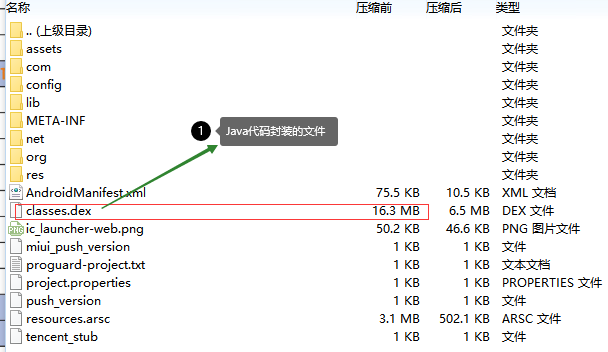 名称 压缩前 压缩后 类型
.. (上级目录) 文件夹
assets 文件夹
com 文件夹
config 文件夹
lib 文件夹
META-INF 文件夹
net 文件夹
org 文件夹
res 文件夹
1 Java代码封装的文件
AndroidManifest.xml 75.5 KB 10.5 KB XML 文档
classes.dex 16.3 MB 6.5 MB DEX 文件
ic_launcher-web.png 50.2 KB 46.6 KB PNG 图片文件
miui_push_version 1 KB 1 KB 文件
proguard-project.txt 1 KB 1 KB 文本文档
project.properties 1 KB 1 KB PROPERTIES 文件
push_version 1 KB 1 KB 文件
resources.arsc 3.1 MB 502.1 KB ARSC 文件
tencent_stub 1 KB 1 KB 文件